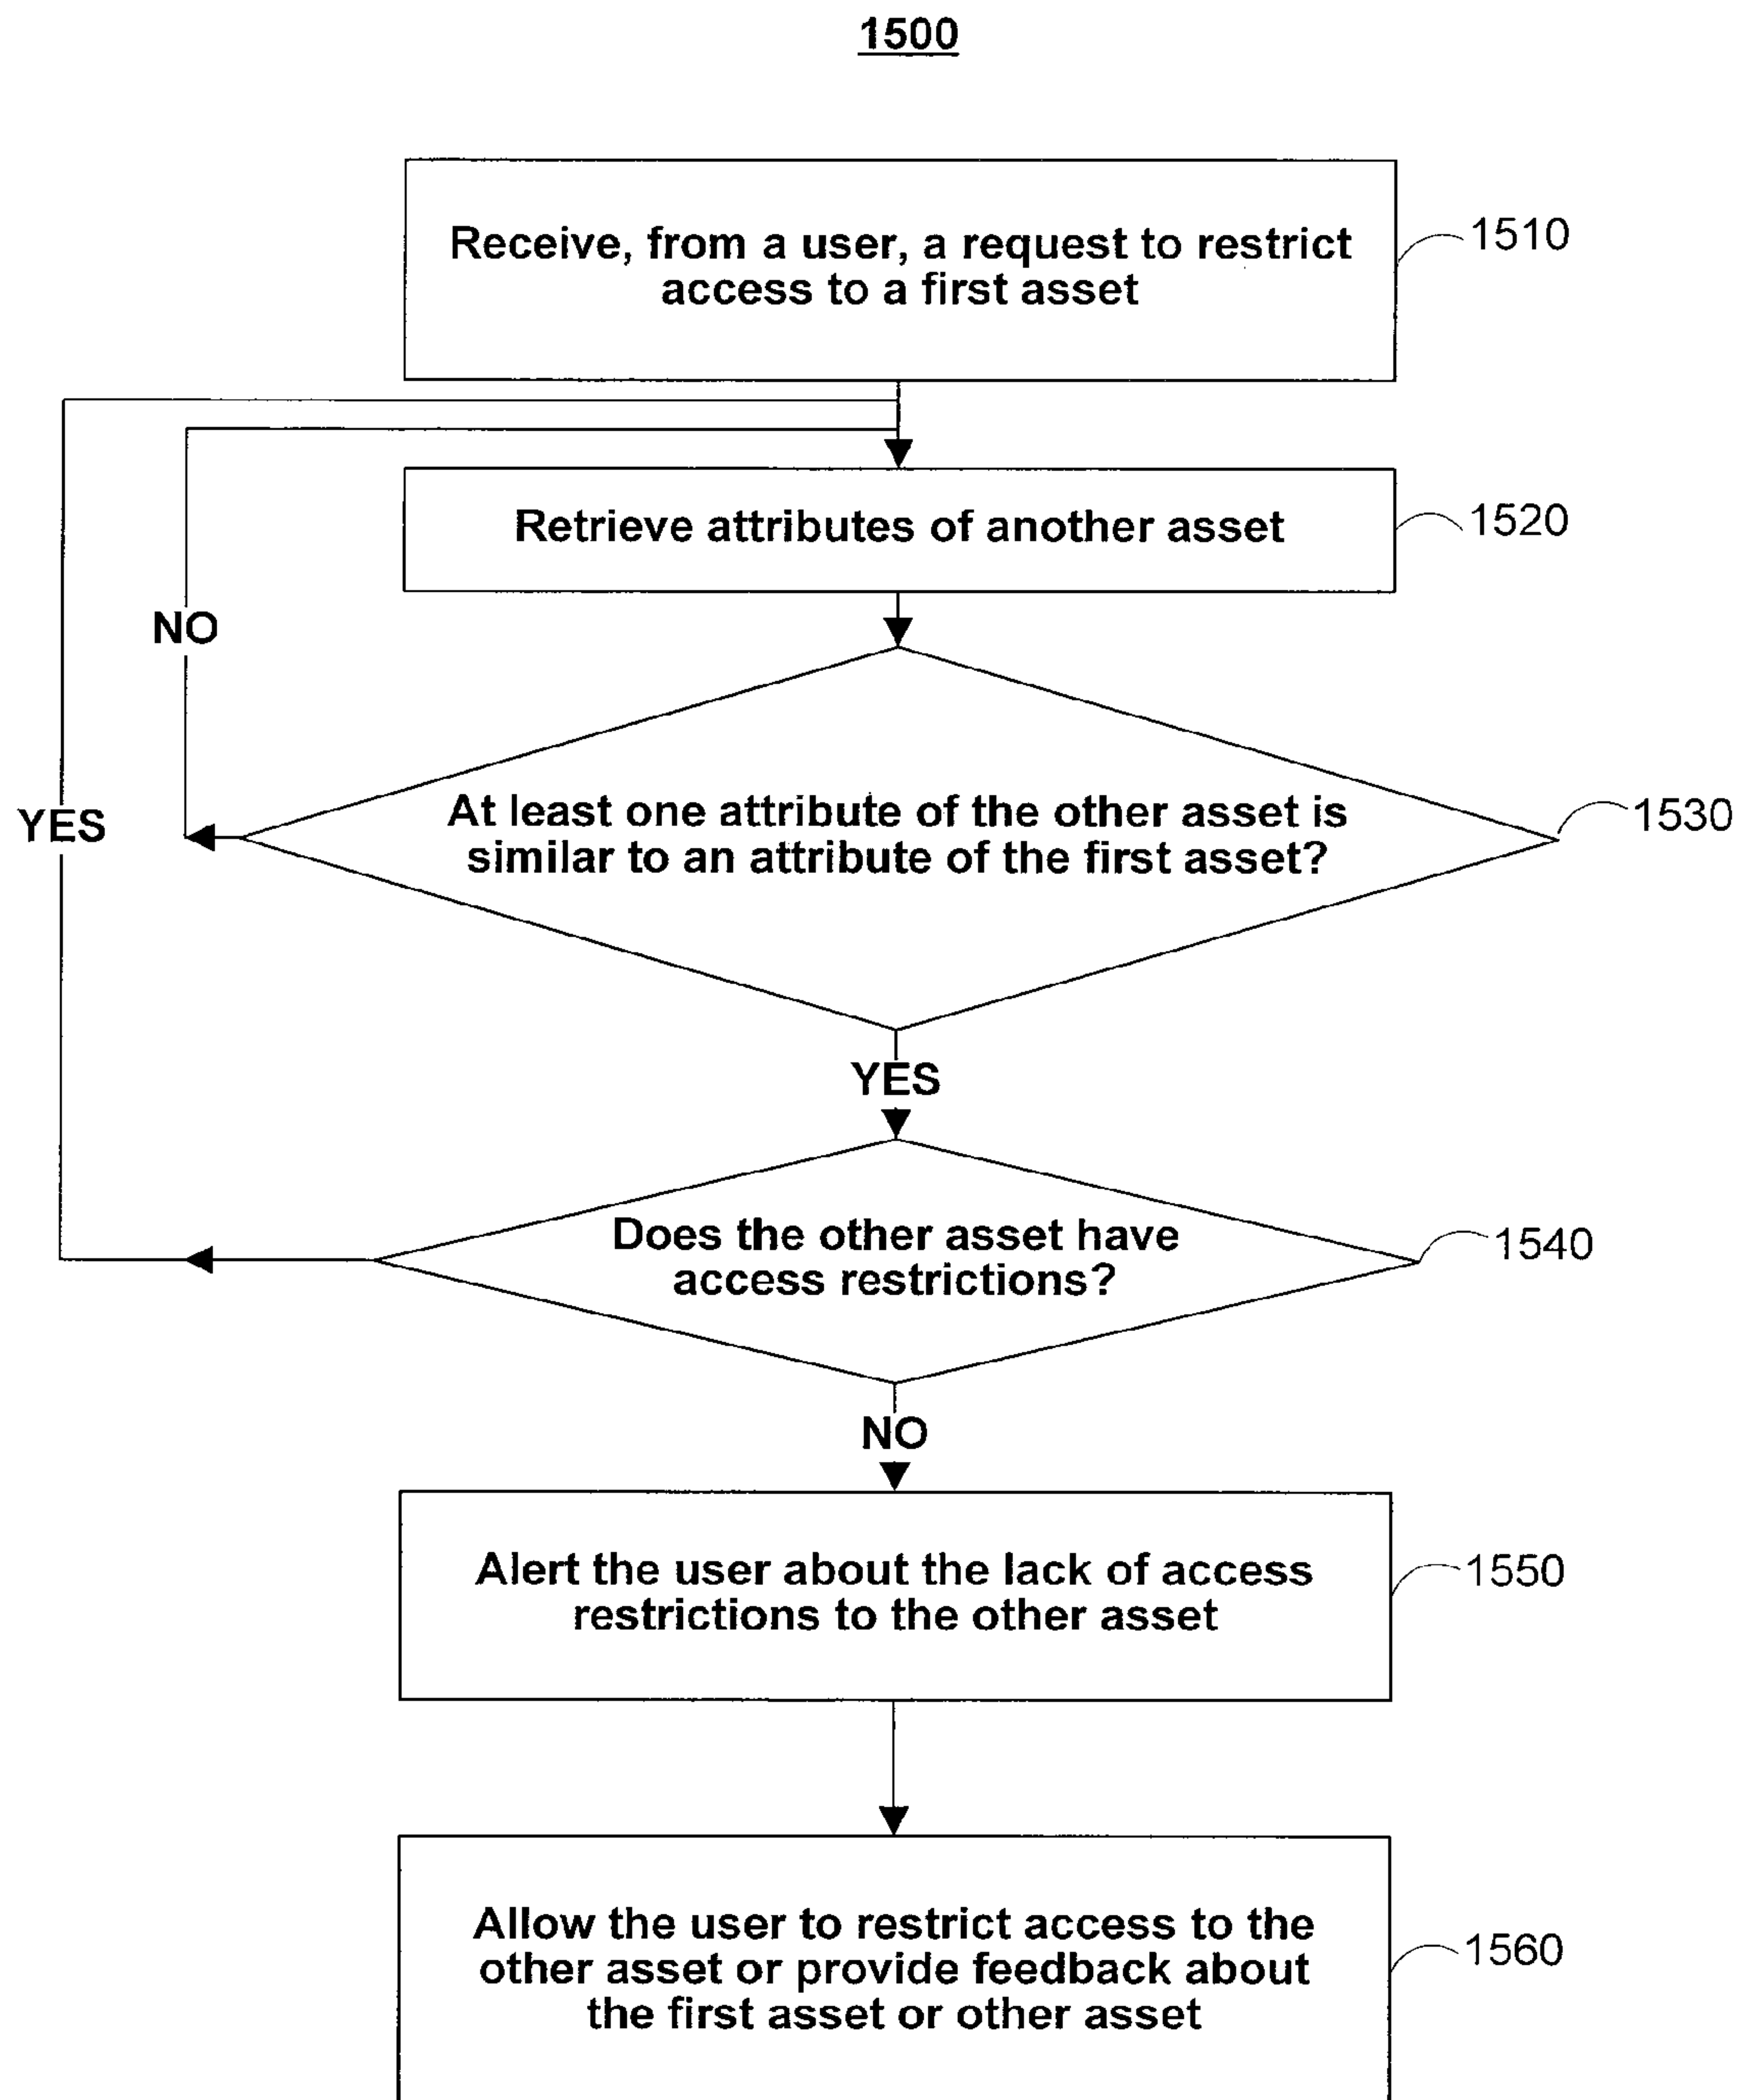 1500
Receive, from a user, a request to restrict
access to a first asset
1510
Retrieve attributes of another asset
1520
NO
YES
At least one attribute of the other asset is
similar to an attribute of the first asset?
1530
YES
Does the other asset have
access restrictions?
1540
NO
Alert the user about the lack of access
restrictions to the other asset
1550
Allow the user to restrict access to the
other asset or provide feedback about
the first asset or other asset
1560